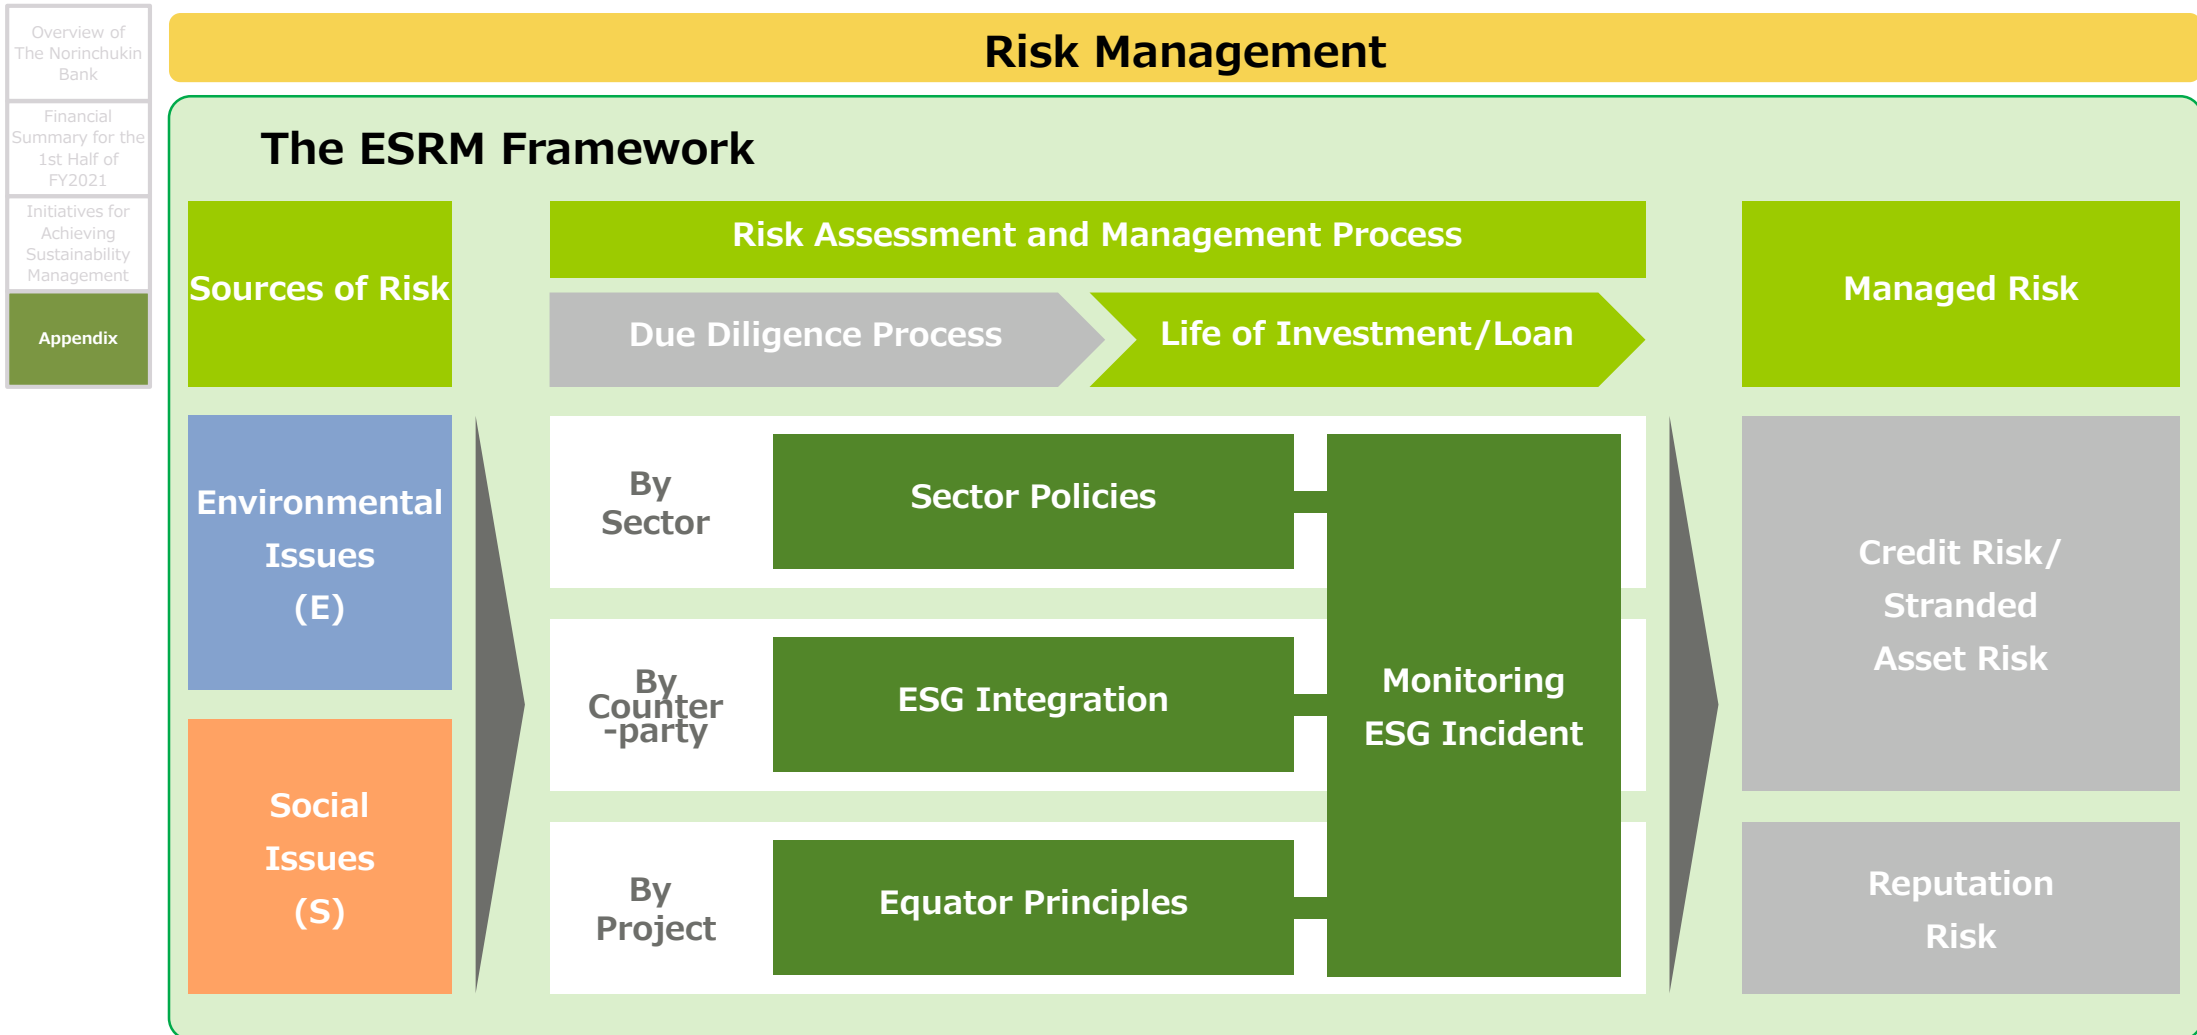 Overview of
The Norinchukin
Bank
Financial
Summary for the
1st Half of
FY2021
Initiatives for
Achieving
Sustainability
Management
Appendix
Risk Management
The ESRM Framework
Sources of Risk
Risk Assessment and Management Process
Due Diligence Process
Life of Investment/Loan
Managed Risk
Environmental
Issues
(E)
Social
Issues
(S)
By
Sector
Sector Policies
By
Counter
-party
ESG Integration
By
Project
Equator Principles
Monitoring
ESG Incident
Credit Risk/
Stranded
Asset Risk
Reputation
Risk